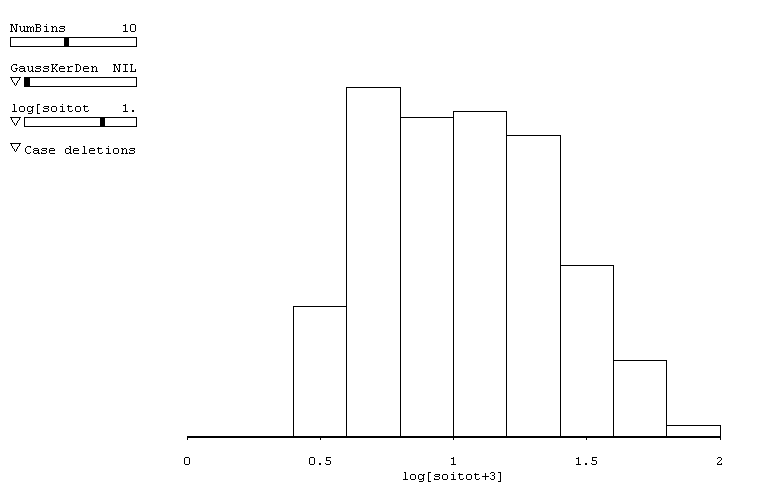 NumBins 10
GaussKerDen NIL
log[soitot 1.
Case deletions
0 0.5 1 1.5 2
log[soitot+3]